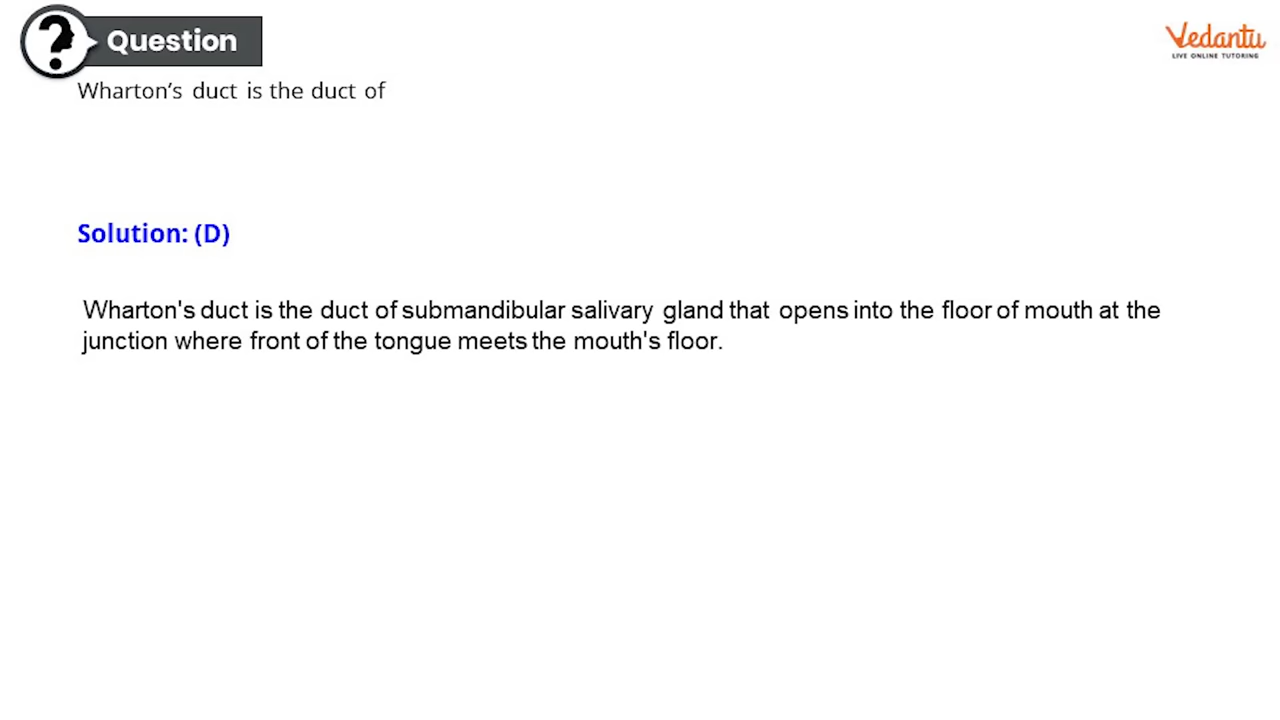 Question
Vedantu
LIVE ONLINE TUTORING
Wharton’s duct is the duct of
Solution: (D)
Wharton's duct is the duct of submandibular salivary gland that opens into the floor of mouth at the
junction where front of the tongue meets the mouth's floor.